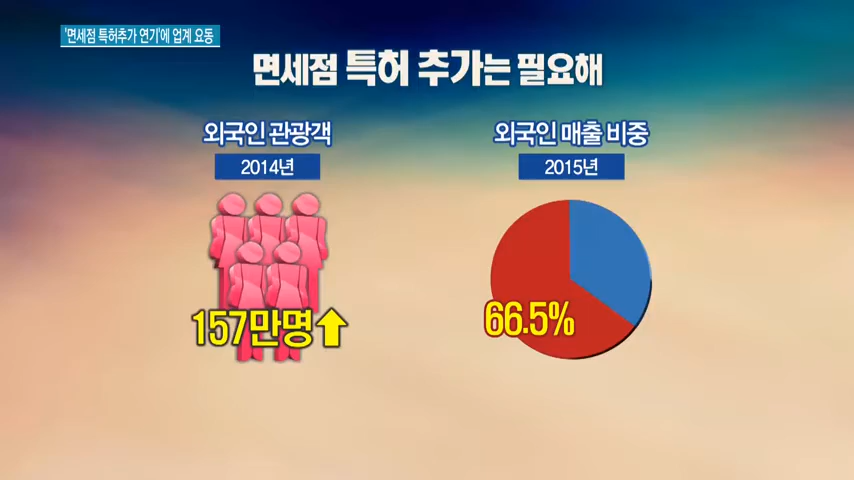 '면세점 특허추가 연기'에 업계 요동
면세점 특허 추가는 필요해
외국인 관광객
2014년
157만명
외국인 매출 비중
2015년
66.5%